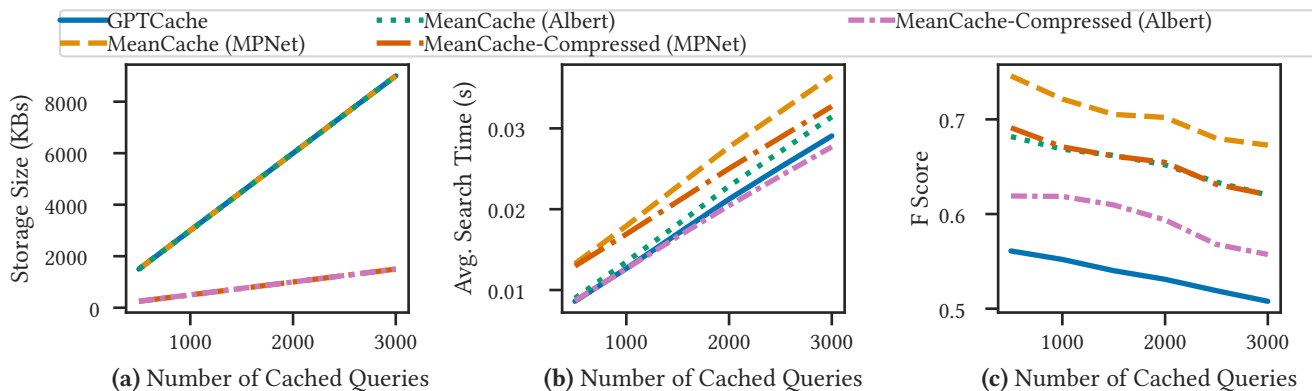 GPTCache
MeanCache (Albert)
MeanCache-Compressed (Albert)
MeanCache (MPNet)
MeanCache-Compressed (MPNet)
Storage Size (KBs)
8000
6000
4000
2000
0
1000
2000
3000
(a) Number of Cached Queries
Avg. Search Time (s)
0.03
0.02
0.01
1000
2000
3000
(b) Number of Cached Queries
F Score
0.7
0.6
0.5
1000
2000
3000
(c) Number of Cached Queries